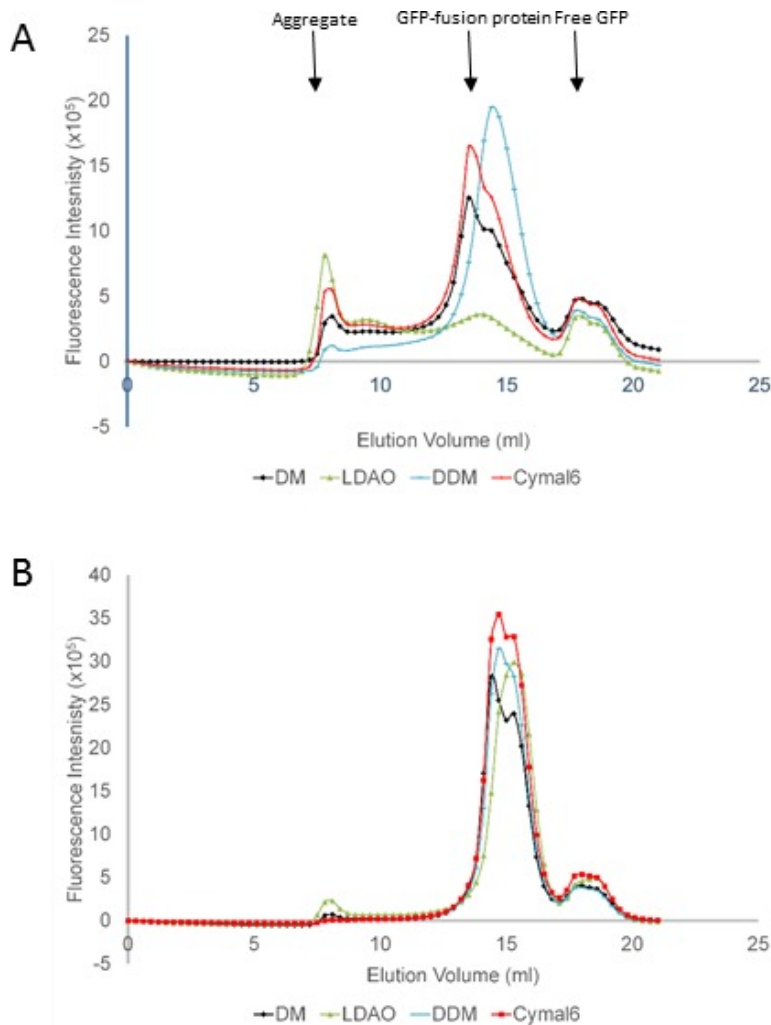 A
Aggregate
GFP-fusion protein Free GFP
25
20
15
10
5
0
-5
Fluorescence Intesnisty (x10⁵)
0 5 10 15 20 25
Elution Volume (ml)
DM LDAO DDM Cymal6
B
40
35
30
25
20
15
10
5
0
-5
Fluorescence Intesnisty (x10⁵)
0 5 10 15 20 25
Elution Volume (ml)
DM LDAO DDM Cymal6